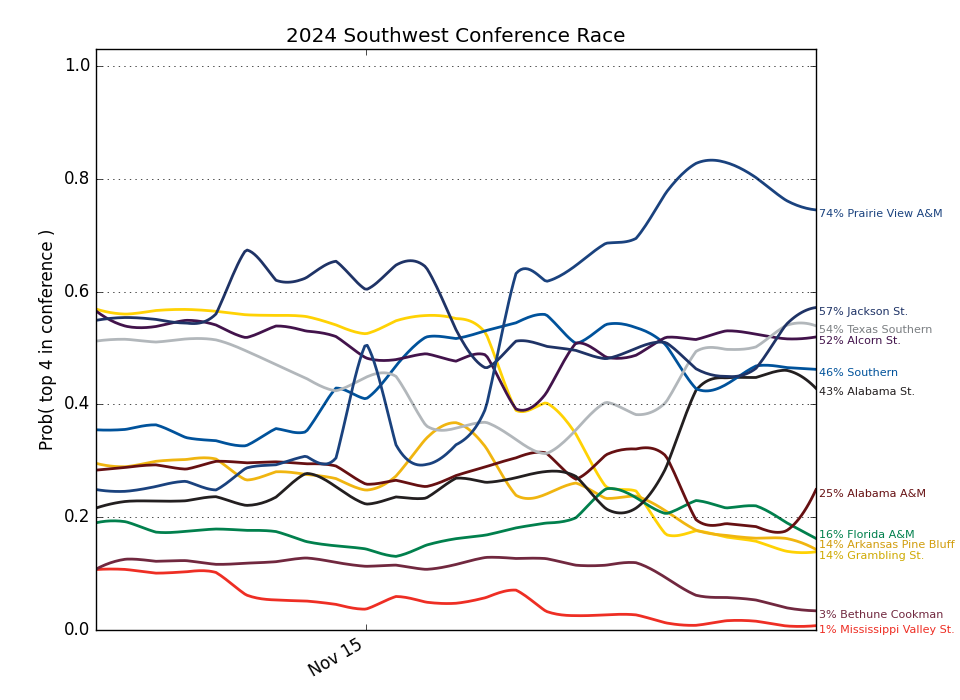 2024 Southwest Conference Race
Prob( top 4 in conference )
1.0
0.8
0.6
0.4
0.2
0.0
Nov 15
74% Prairie View A&M
57% Jackson St.
54% Texas Southern
52% Alcorn St.
46% Southern
43% Alabama St.
25% Alabama A&M
16% Florida A&M
14% Arkansas Pine Bluff
14% Grambling St.
3% Bethune Cookman
1% Mississippi Valley St.